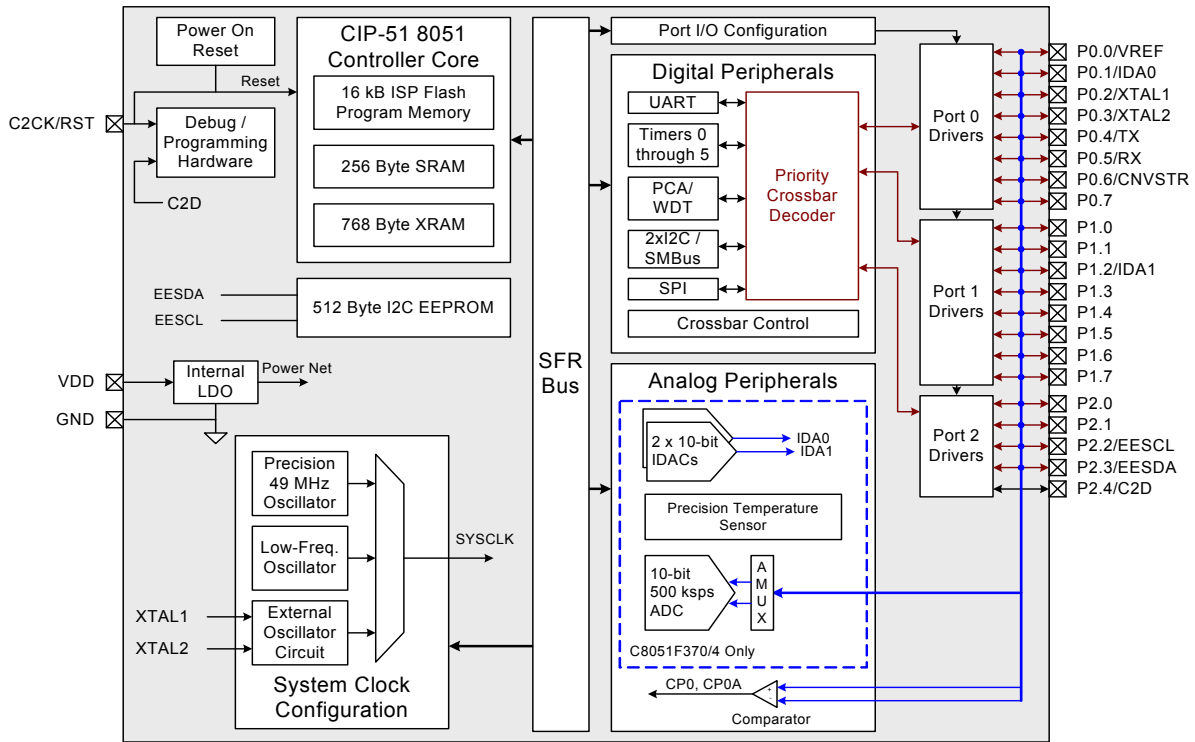 Power On
Reset
Reset
C2CK/RST
Debug /
Programming
Hardware
C2D
CIP-51 8051
Controller Core
16 kB ISP Flash
Program Memory
256 Byte SRAM
768 Byte XRAM
EESDA
EESCL
512 Byte I2C EEPROM
VDD
GND
Internal
LDO
Power Net
Precision
49 MHz
Oscillator
Low-Freq.
Oscillator
XTAL1
XTAL2
External
Oscillator
Circuit
SYSCLK
System Clock
Configuration
SFR
Bus
Port I/O Configuration
Digital Peripherals
UART
Timers 0
through 5
PCA/
WDT
2xI2C /
SMBus
SPI
Priority
Crossbar
Decoder
Crossbar Control
Analog Peripherals
2 x 10-bit
IDACs
IDA0
IDA1
Precision Temperature
Sensor
10-bit
500 ksps
ADC
A
M
U
X
C8051F370/4 Only
CP0, CP0A
+
-
Comparator
Port 0
Drivers
Port 1
Drivers
Port 2
Drivers
P0.0/VREF
P0.1/IDA0
P0.2/XTAL1
P0.3/XTAL2
P0.4/TX
P0.5/RX
P0.6/CNVSTR
P0.7
P1.0
P1.1
P1.2/IDA1
P1.3
P1.4
P1.5
P1.6
P1.7
P2.0
P2.1
P2.2/EESCL
P2.3/EESDA
P2.4/C2D